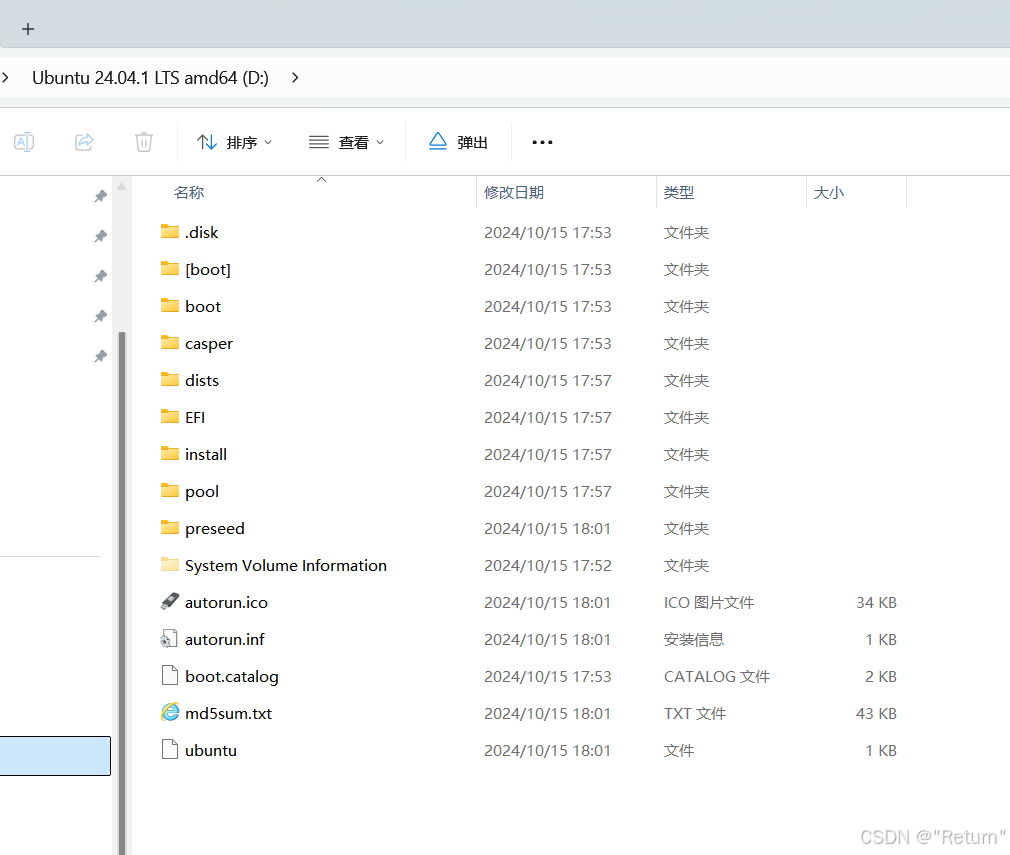 +
> Ubuntu 24.04.1 LTS amd64 (D:) >
排序 查看 弹出 •••
名称 修改日期 类型 大小
.disk 2024/10/15 17:53 文件夹
[boot] 2024/10/15 17:53 文件夹
boot 2024/10/15 17:53 文件夹
casper 2024/10/15 17:53 文件夹
dists 2024/10/15 17:57 文件夹
EFI 2024/10/15 17:57 文件夹
install 2024/10/15 17:57 文件夹
pool 2024/10/15 17:57 文件夹
preseed 2024/10/15 18:01 文件夹
System Volume Information 2024/10/15 17:52 文件夹
autorun.ico 2024/10/15 18:01 ICO 图片文件 34 KB
autorun.inf 2024/10/15 18:01 安装信息 1 KB
boot.catalog 2024/10/15 17:53 CATALOG 文件 2 KB
md5sum.txt 2024/10/15 18:01 TXT 文件 43 KB
ubuntu 2024/10/15 18:01 文件 1 KB
CSDN @"Return"